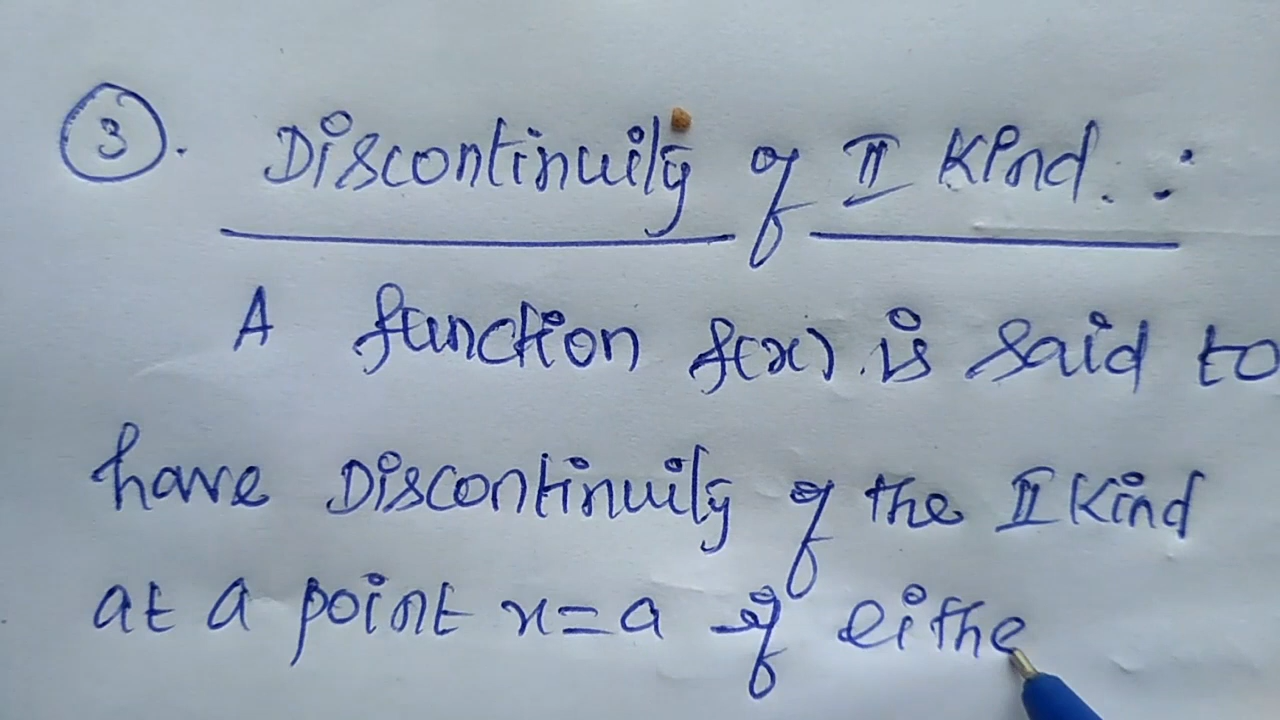 3. Discontinuity of II Kind. :
A function f(x) is said to
have Discontinuity of the II Kind
at a point x=a if eithe